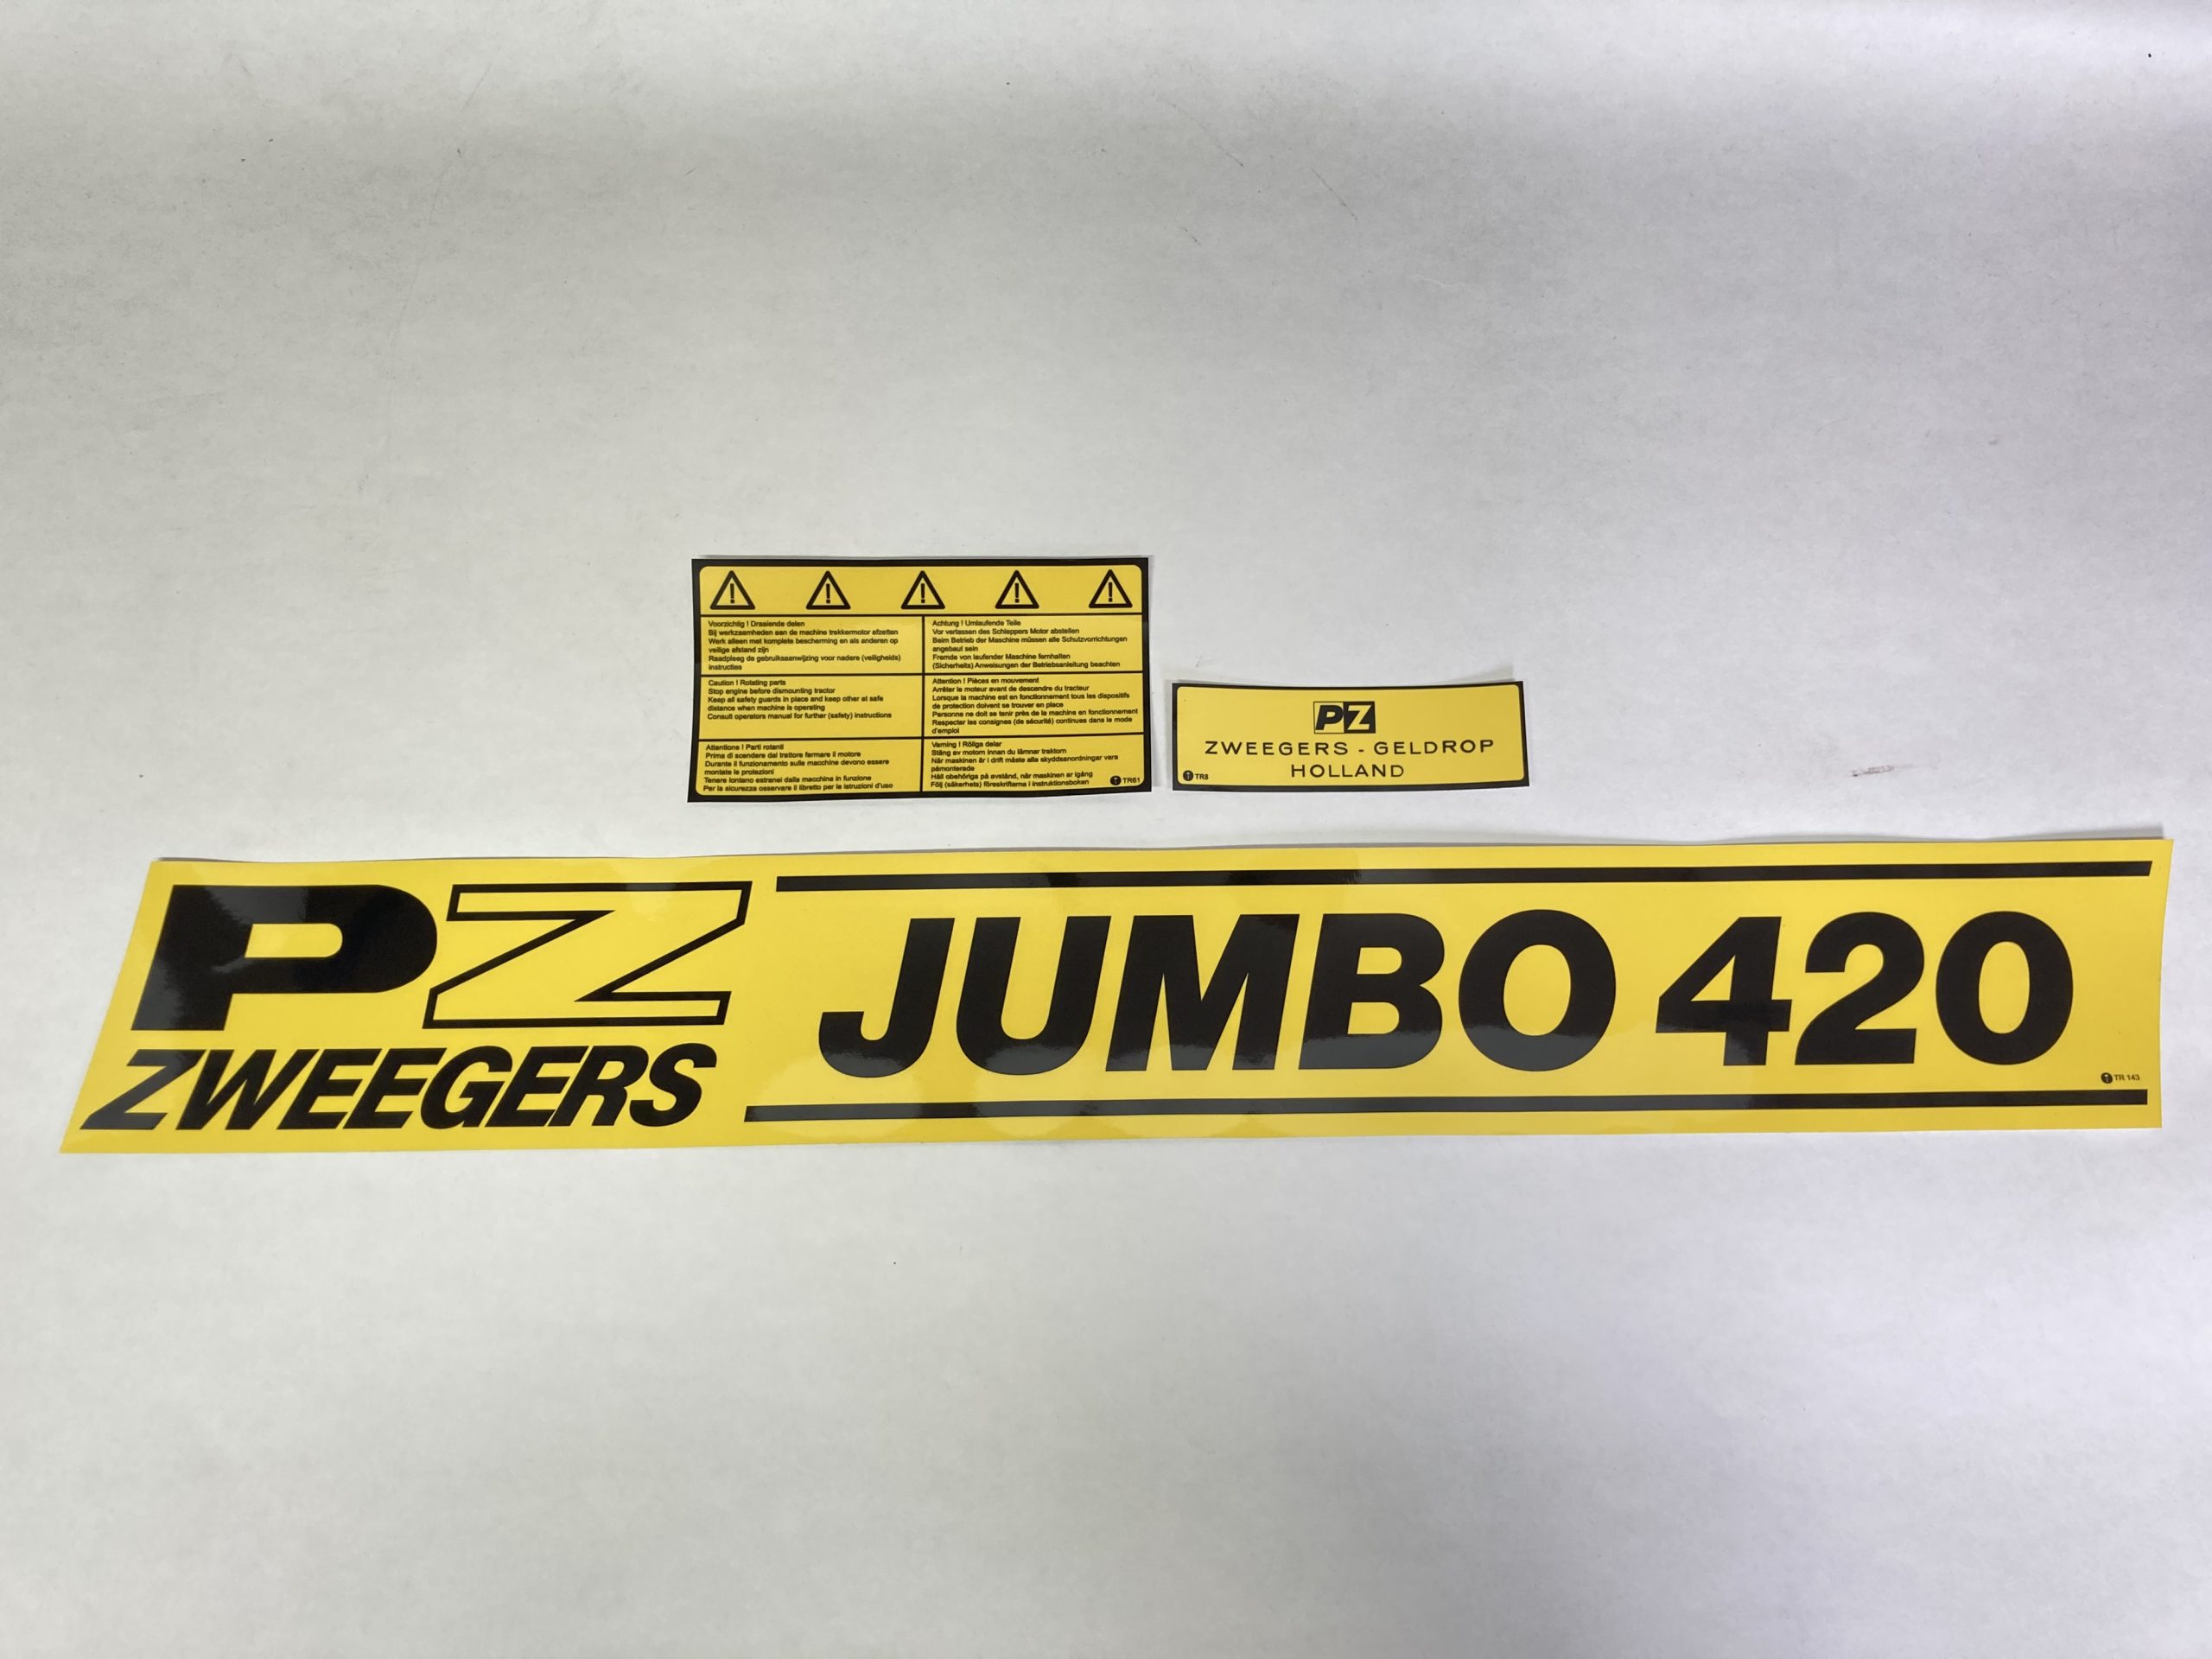 Voorzichtig ! Draaiende delen
Bij werkzaamheden aan de machine trekkermotor afzetten
Werk alleen met komplete bescherming en als anderen op
veilige afstand zijn
Raadpleeg de gebruiksaanwijzing voor nadere (veiligheids)
instructies
Achtung ! Umlaufende Teile
Vor verlassen des Schleppers Motor abstellen
Beim Betrieb der Maschine müssen alle Schutzvorrichtungen
angebaut sein
Fremde von laufender Maschine fernhalten
(Sicherheits) Anweisungen der Betriebsanleitung beachten
Caution ! Rotating parts
Stop engine before dismounting tractor
Keep all safety guards in place and keep other at safe
distance when machine is operating
Consult operators manual for further (safety) instructions
Attention ! Pièces en mouvement
Arrêter le moteur avant de descendre du tracteur
Lorsque la machine est en fonctionnement tous les dispositifs
de protection doivent se trouver en place
Personne ne doit se tenir près de la machine en fonctionnement
Respecter les consignes (de sécurité) continues dans le mode
d'emploi
Attentione ! Parti rotanti
Prima di scendere dal trattore fermare il motore
Durante il funzionamento sulle macchine devono essere
montate le protezioni
Tenere lontano estranei dalla macchina in funzione
Per la sicurezza osservare il libretto per le istruzioni d'uso
Varning ! Röliga delar
Stäng av motorn innan du lämnar traktorn
När maskinen är i drift måste alla skyddsanordningar vara
påmonterade
Håll obehöriga på avstånd, när maskinen ar igång
Följ (säkerhets) föreskrifterna i instruktionsboken
TR61
PZ
ZWEEGERS - GELDROP
HOLLAND
TR8
PZ
ZWEEGERS
JUMBO 420
TR 143